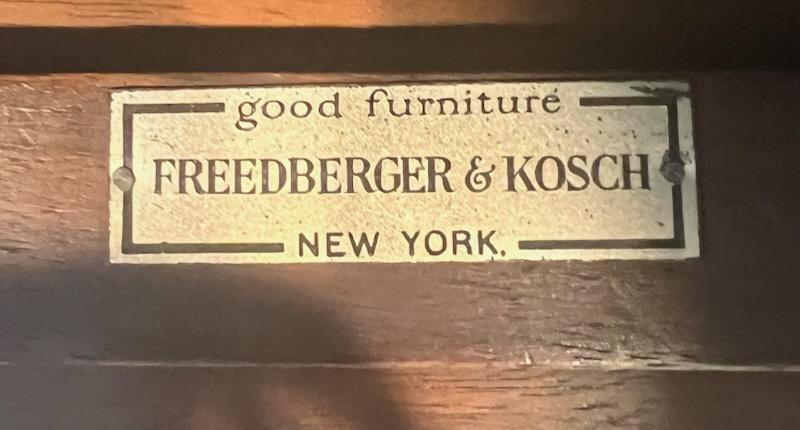 good furniture
FREEDBERGER & KOSCH
NEW YORK.